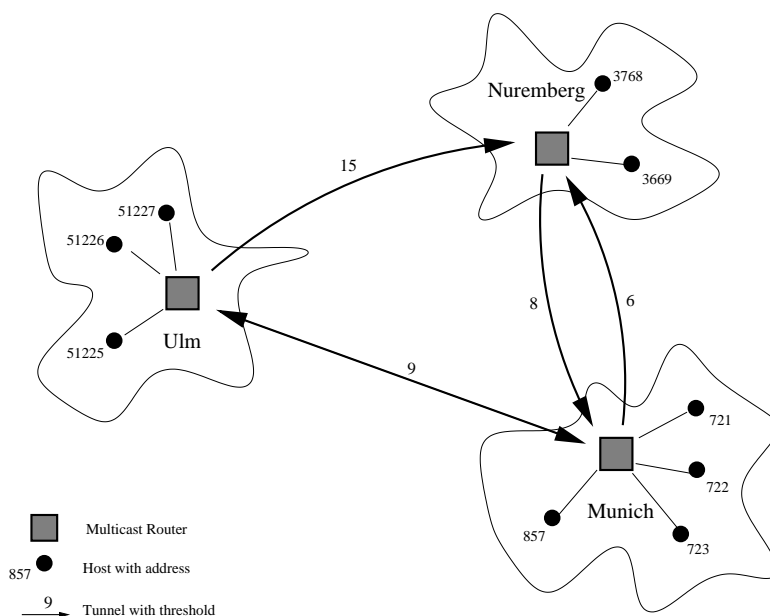 3768
Nuremberg
3669
15
51227
51226
Ulm
51225
8
6
9
721
722
Munich
857
723
Multicast Router
857
Host with address
9
Tunnel with threshold